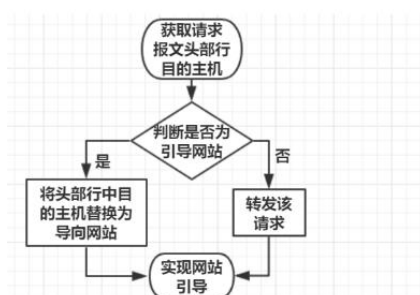 获取请求
报文头部行
目的主机
判断是否为
引导网站
是
否
将头部行中目
的主机替换为
导向网站
转发该
请求
实现网站
引导